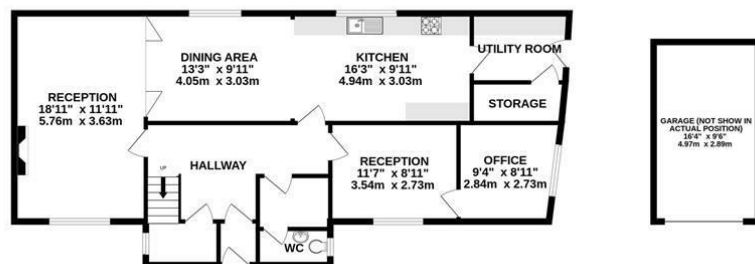 DINING AREA
13'3" x 9'11"
4.05m x 3.03m
KITCHEN
16'3" x 9'11"
4.94m x 3.03m
UTILITY ROOM
STORAGE
RECEPTION
18'11" x 11'11"
5.76m x 3.63m
HALLWAY
UP
RECEPTION
11'7" x 8'11"
3.54m x 2.73m
OFFICE
9'4" x 8'11"
2.84m x 2.73m
WC
GARAGE (NOT SHOW IN
ACTUAL POSITION)
16'4" x 9'6"
4.97m x 2.89m